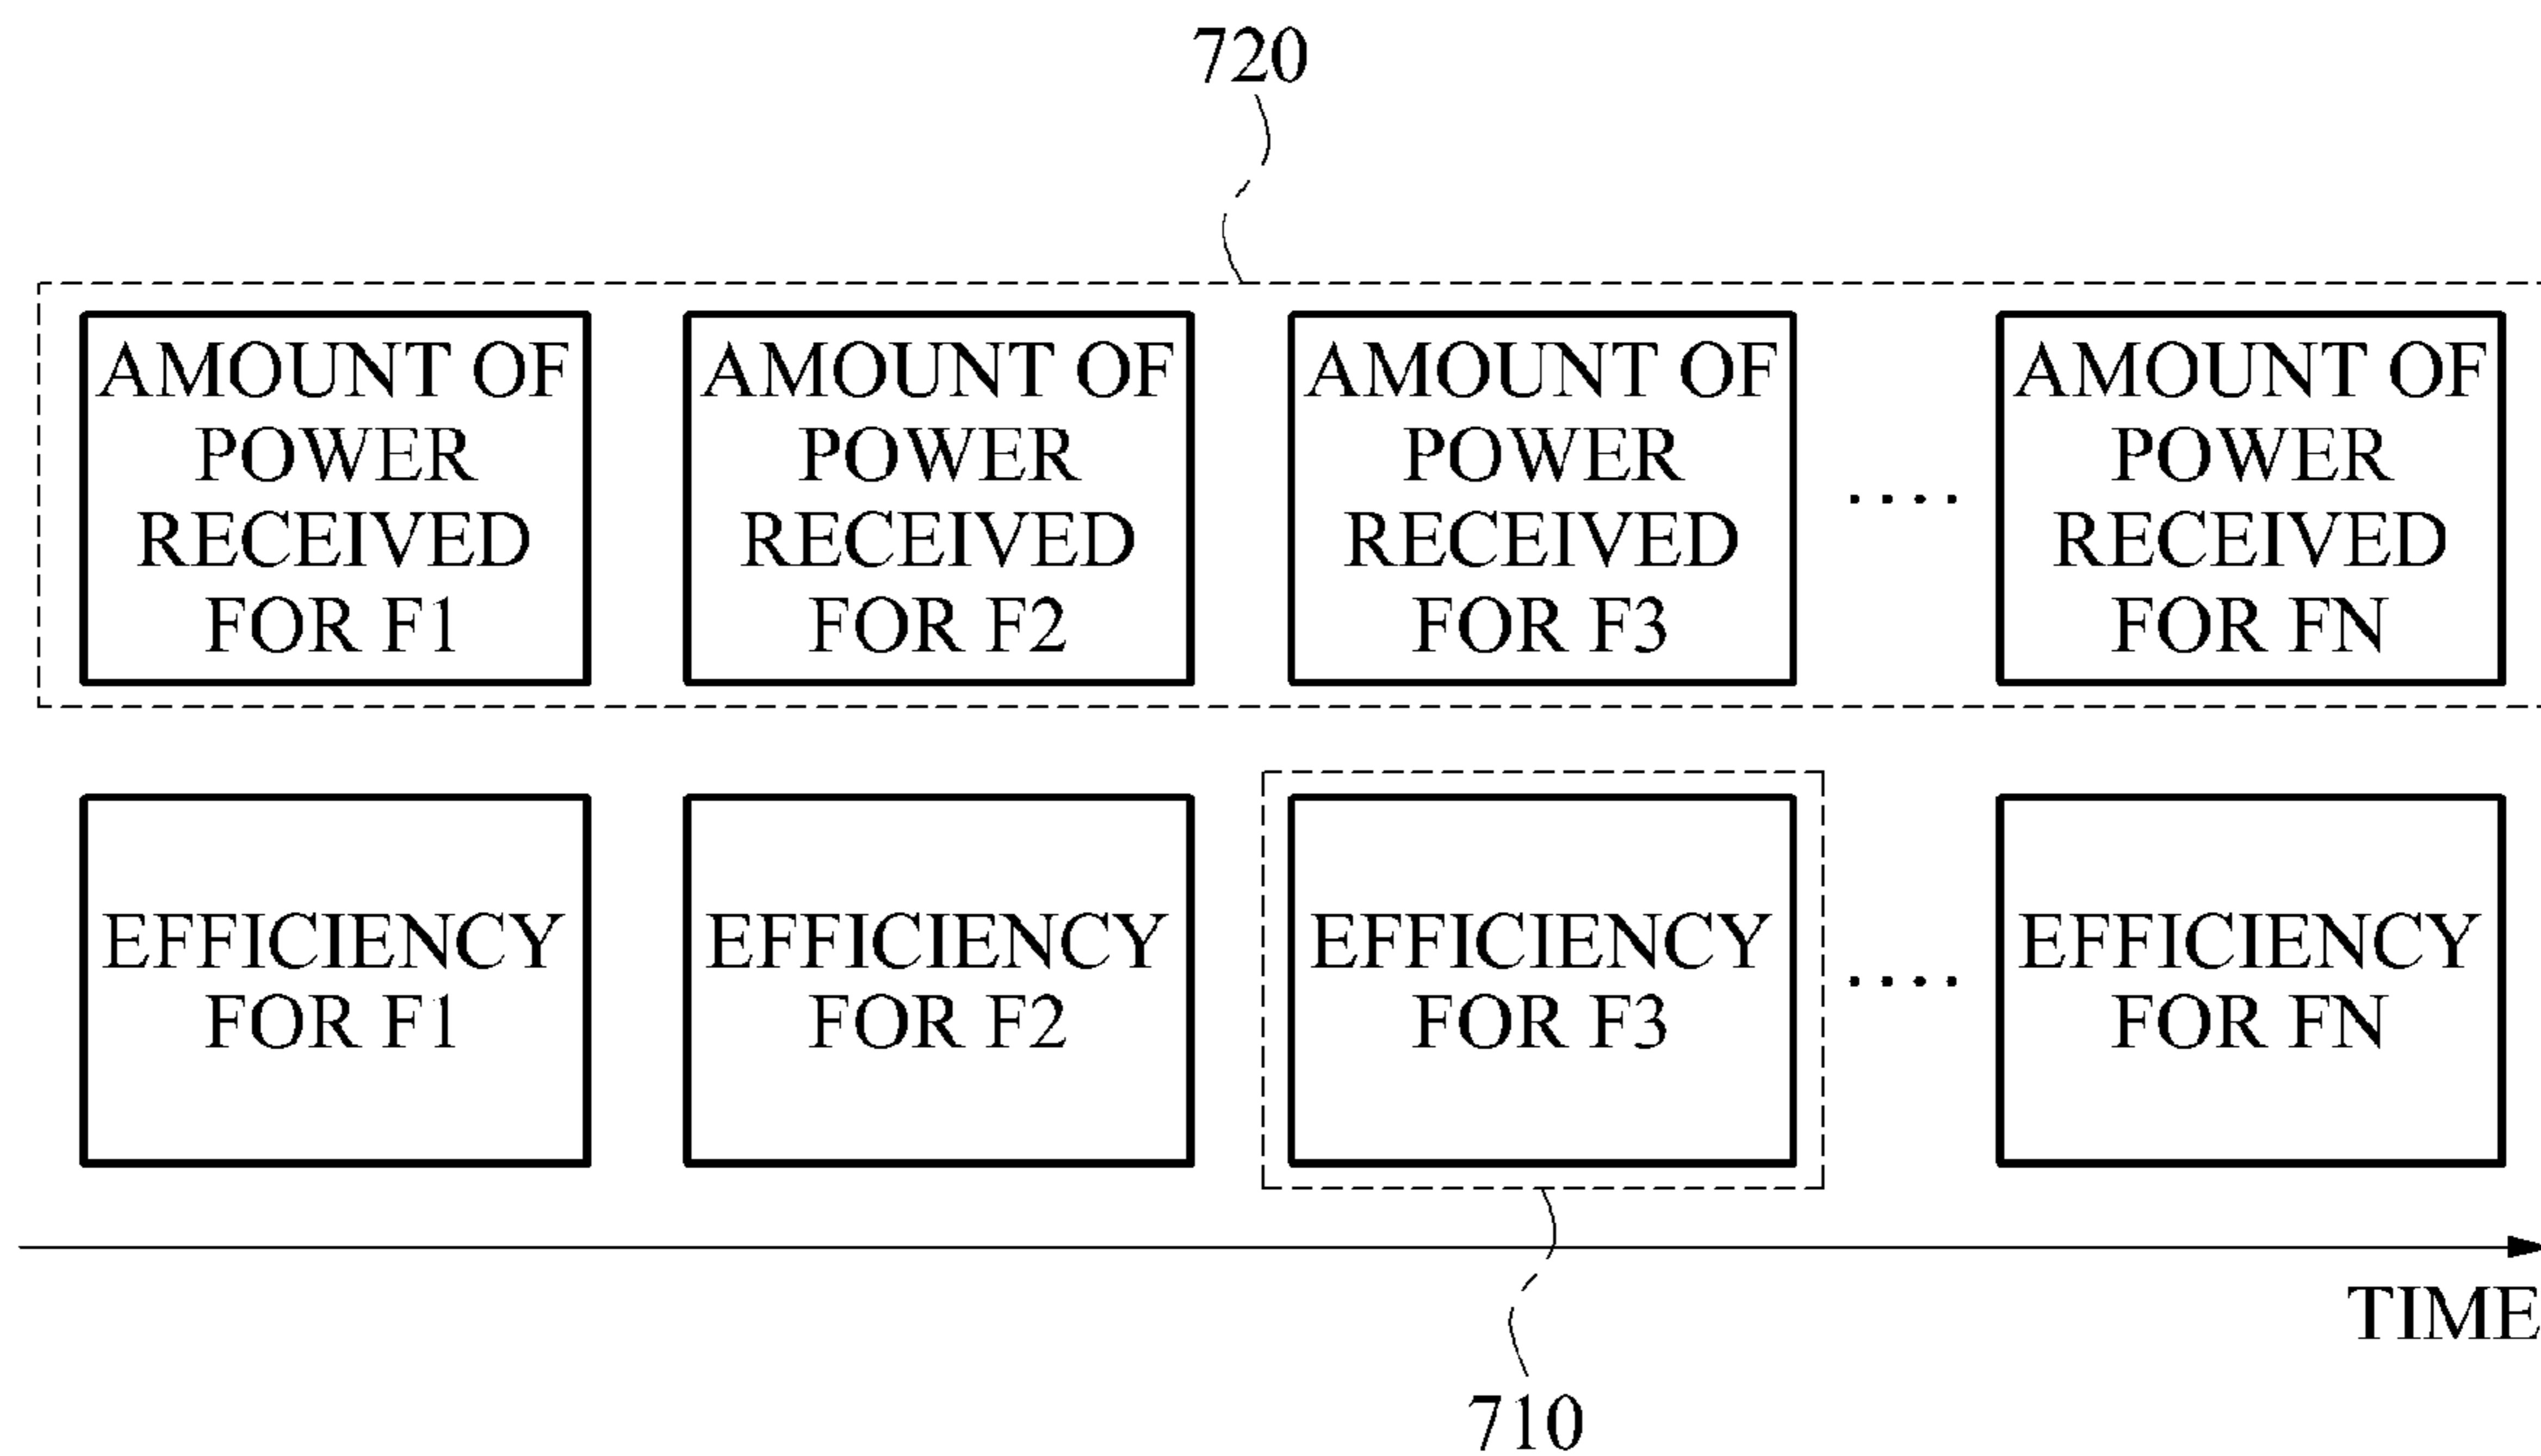 720
AMOUNT OF
POWER
RECEIVED
FOR F1
AMOUNT OF
POWER
RECEIVED
FOR F2
AMOUNT OF
POWER
RECEIVED
FOR F3
....
AMOUNT OF
POWER
RECEIVED
FOR FN
EFFICIENCY
FOR F1
EFFICIENCY
FOR F2
EFFICIENCY
FOR F3
....
EFFICIENCY
FOR FN
TIME
710